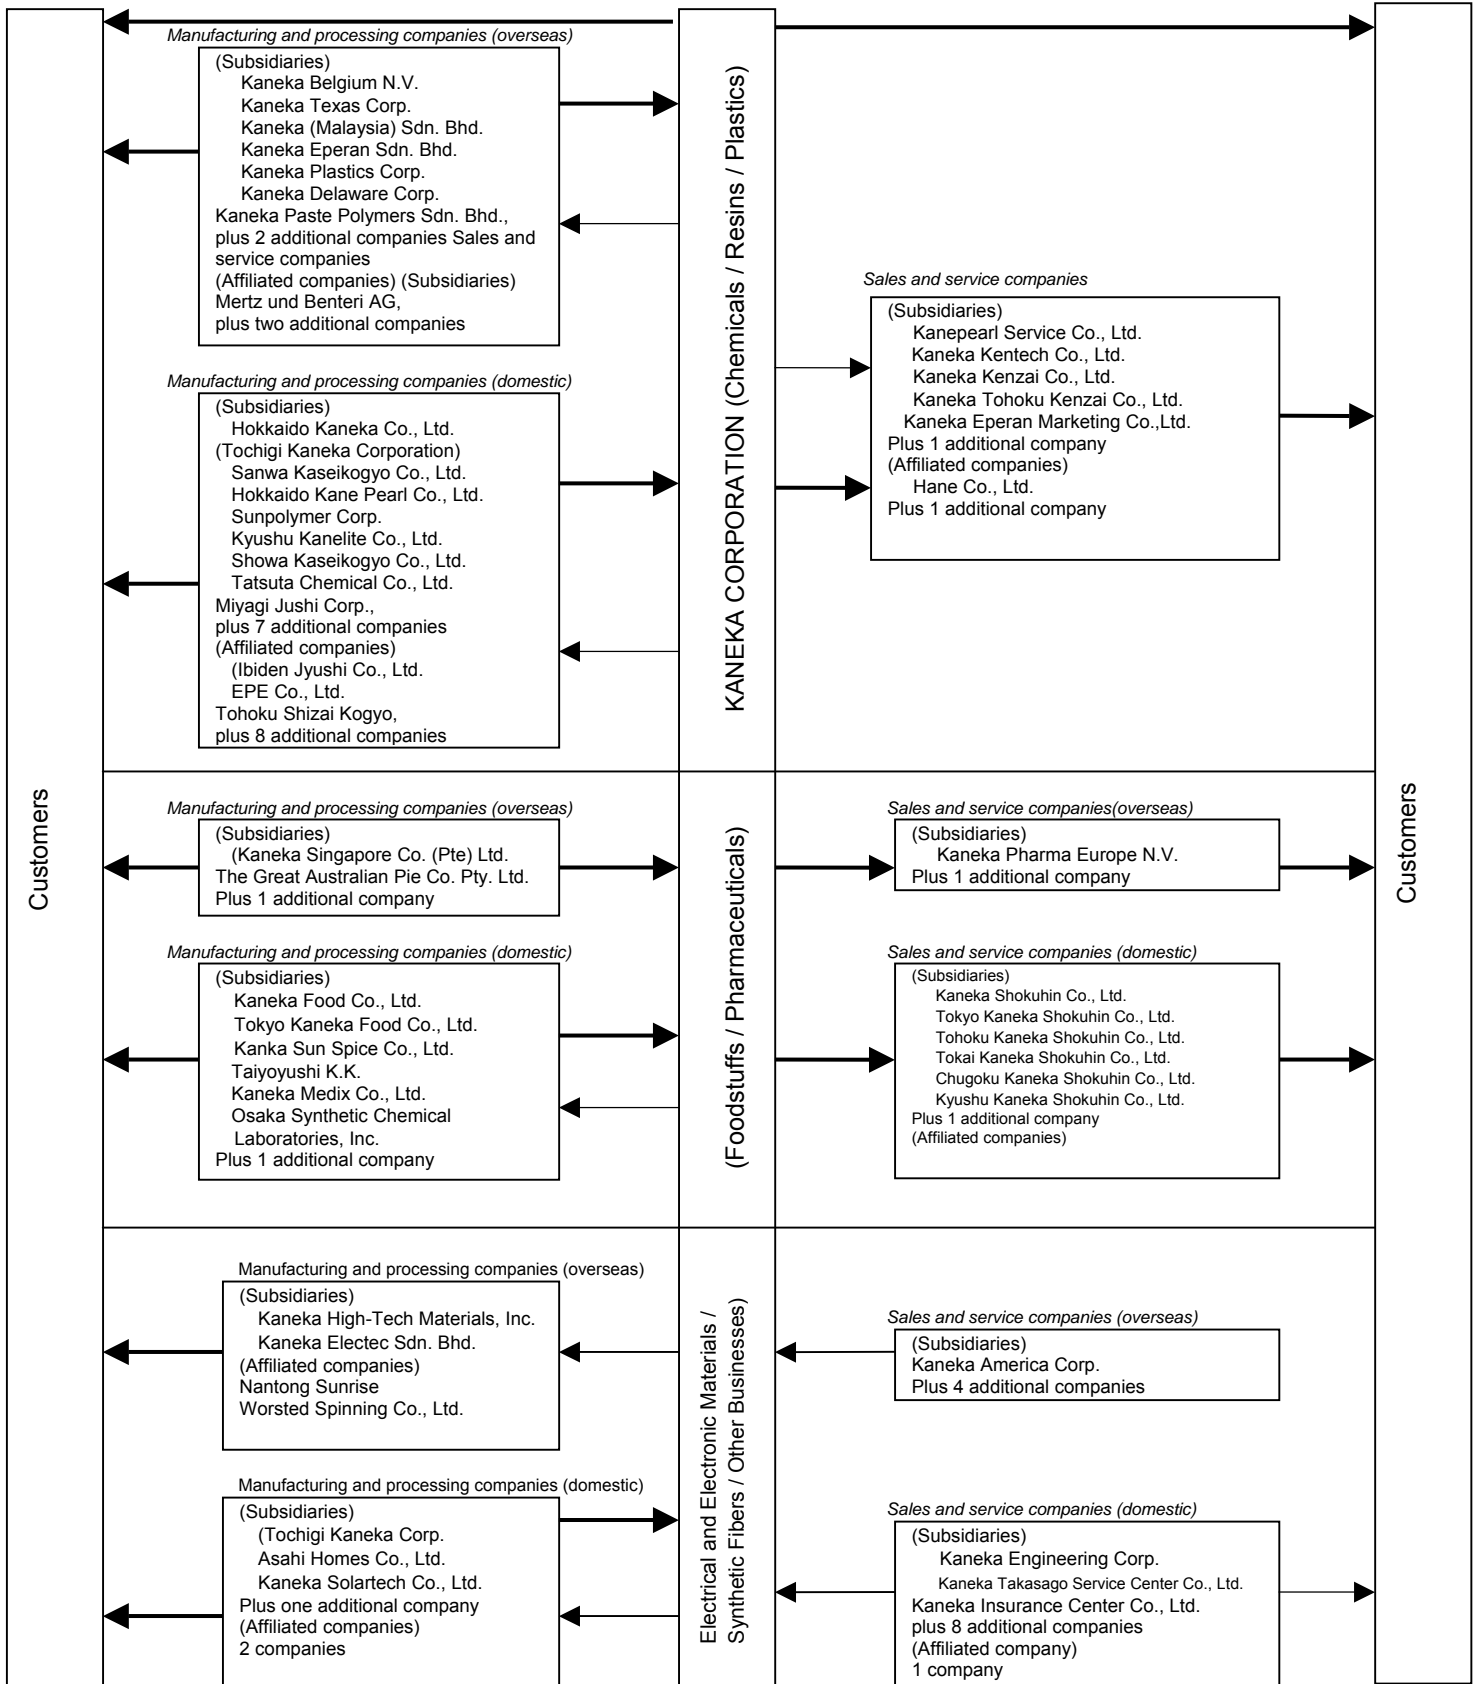 Customers
Manufacturing and processing companies (overseas)
(Subsidiaries)
Kaneka Belgium N.V.
Kaneka Texas Corp.
Kaneka (Malaysia) Sdn. Bhd.
Kaneka Eperan Sdn. Bhd.
Kaneka Plastics Corp.
Kaneka Delaware Corp.
Kaneka Paste Polymers Sdn. Bhd.,
plus 2 additional companies Sales and
service companies
(Affiliated companies) (Subsidiaries)
Mertz und Benteri AG,
plus two additional companies
Manufacturing and processing companies (domestic)
(Subsidiaries)
Hokkaido Kaneka Co., Ltd.
(Tochigi Kaneka Corporation)
Sanwa Kaseikogyo Co., Ltd.
Hokkaido Kane Pearl Co., Ltd.
Sunpolymer Corp.
Kyushu Kanelite Co., Ltd.
Showa Kaseikogyo Co., Ltd.
Tatsuta Chemical Co., Ltd.
Miyagi Jushi Corp.,
plus 7 additional companies
(Affiliated companies)
(Ibiden Jyushi Co., Ltd.
EPE Co., Ltd.
Tohoku Shizai Kogyo,
plus 8 additional companies
KANEKA CORPORATION (Chemicals / Resins / Plastics)
Sales and service companies
(Subsidiaries)
Kanepearl Service Co., Ltd.
Kaneka Kentech Co., Ltd.
Kaneka Kenzai Co., Ltd.
Kaneka Tohoku Kenzai Co., Ltd.
Kaneka Eperan Marketing Co.,Ltd.
Plus 1 additional company
(Affiliated companies)
Hane Co., Ltd.
Plus 1 additional company
Customers
Manufacturing and processing companies (overseas)
(Subsidiaries)
(Kaneka Singapore Co. (Pte) Ltd.
The Great Australian Pie Co. Pty. Ltd.
Plus 1 additional company
Manufacturing and processing companies (domestic)
(Subsidiaries)
Kaneka Food Co., Ltd.
Tokyo Kaneka Food Co., Ltd.
Kanka Sun Spice Co., Ltd.
Taiyoyushi K.K.
Kaneka Medix Co., Ltd.
Osaka Synthetic Chemical
Laboratories, Inc.
Plus 1 additional company
(Foodstuffs / Pharmaceuticals)
Sales and service companies(overseas)
(Subsidiaries)
Kaneka Pharma Europe N.V.
Plus 1 additional company
Sales and service companies (domestic)
(Subsidiaries)
Kaneka Shokuhin Co., Ltd.
Tokyo Kaneka Shokuhin Co., Ltd.
Tohoku Kaneka Shokuhin Co., Ltd.
Tokai Kaneka Shokuhin Co., Ltd.
Chugoku Kaneka Shokuhin Co., Ltd.
Kyushu Kaneka Shokuhin Co., Ltd.
Plus 1 additional company
(Affiliated companies)
Manufacturing and processing companies (overseas)
(Subsidiaries)
Kaneka High-Tech Materials, Inc.
Kaneka Electec Sdn. Bhd.
(Affiliated companies)
Nantong Sunrise
Worsted Spinning Co., Ltd.
Manufacturing and processing companies (domestic)
(Subsidiaries)
(Tochigi Kaneka Corp.
Asahi Homes Co., Ltd.
Kaneka Solartech Co., Ltd.
Plus one additional company
(Affiliated companies)
2 companies
Electrical and Electronic Materials /
Synthetic Fibers / Other Businesses)
Sales and service companies (overseas)
(Subsidiaries)
Kaneka America Corp.
Plus 4 additional companies
Sales and service companies (domestic)
(Subsidiaries)
Kaneka Engineering Corp.
Kaneka Takasago Service Center Co., Ltd.
Kaneka Insurance Center Co., Ltd.
plus 8 additional companies
(Affiliated company)
1 company